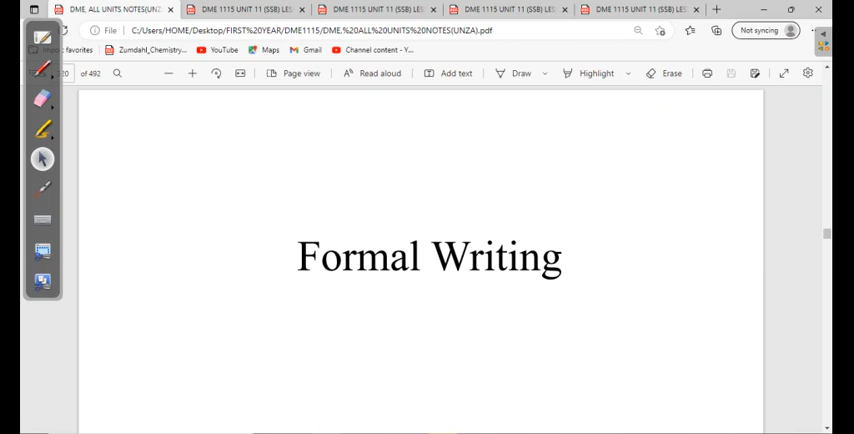 DME, ALL UNITS NOTES(UNZ
DME 1115 UNIT 11 (SSB) LES
DME 1115 UNIT 11 (SSB) LES
DME 1115 UNIT 11 (SSB) LES
DME 1115 UNIT 11 (SSB) LES
File
C:/Users/HOME/Desktop/FIRST%20YEAR/DME1115/DME.%20ALL%20UNITS%20NOTES(UNZA).pdf
Not syncing
favorites
Zumdahl_Chemistry...
YouTube
Maps
Gmail
Channel content - Y...
20
of 492
Page view
Read aloud
Add text
Draw
Highlight
Erase
Formal Writing